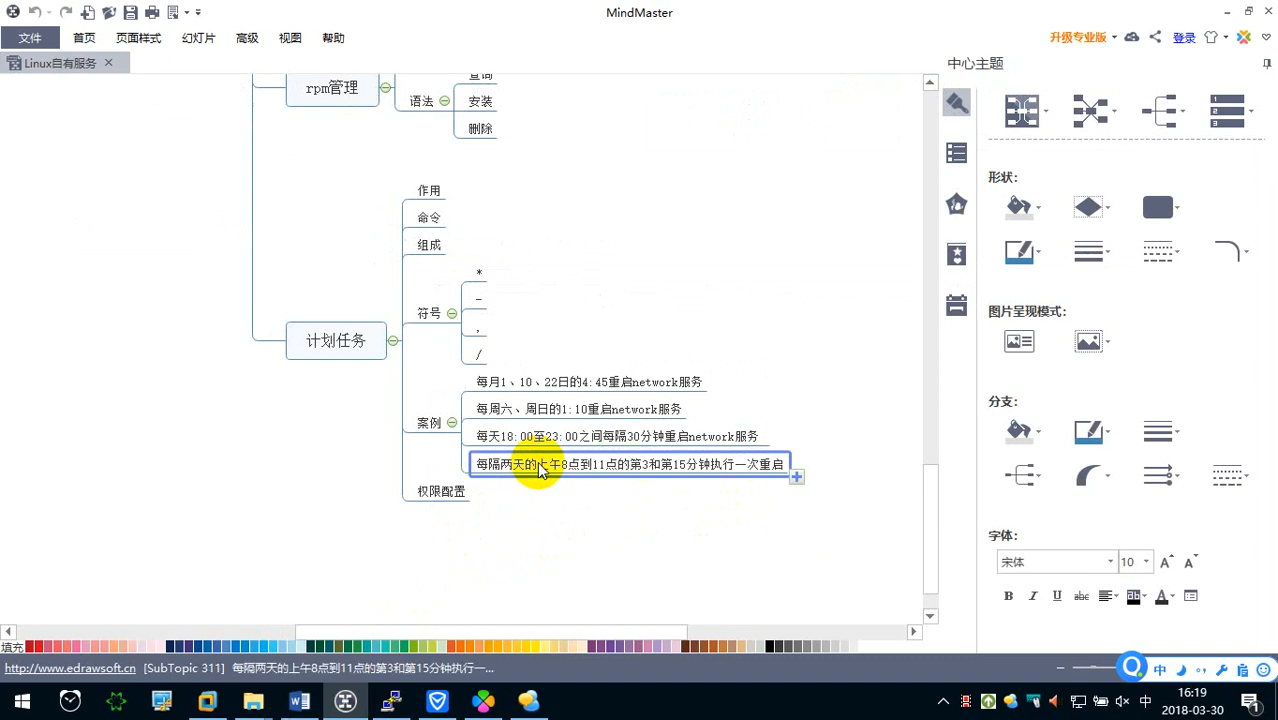 MindMaster
文件
首页
页面样式
幻灯片
高级
视图
帮助
升级专业版
登录
Linux自有服务
中心主题
rpm管理
语法
查询
安装
删除
计划任务
作用
命令
组成
符号
*
-
,
/
案例
每月1、10、22日的4:45重启network服务
每周六、周日的1:10重启network服务
每天18:00至23:00之间每隔30分钟重启network服务
每隔两天的上午8点到11点的第3和第15分钟执行一次重启
权限配置
形状:
图片呈现模式:
分支:
字体:
宋体
10
B I U abc
填充
http://www.edrawsoft.cn [SubTopic 311] 每隔两天的上午8点到11点的第3和第15分钟执行一...
中
中
16:19
2018-03-30